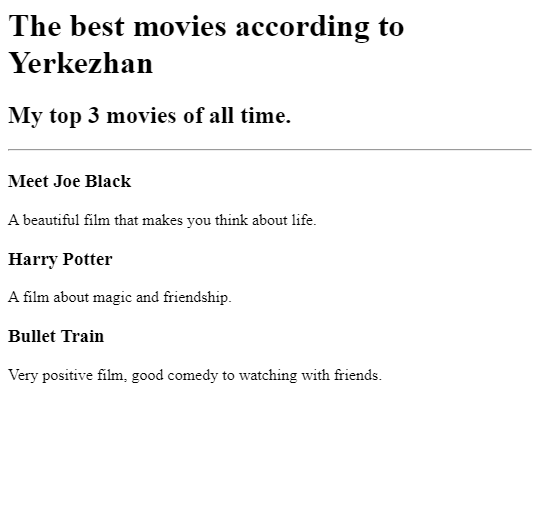 The best movies according to
Yerkezhan
My top 3 movies of all time.
Meet Joe Black
A beautiful film that makes you think about life.
Harry Potter
A film about magic and friendship.
Bullet Train
Very positive film, good comedy to watching with friends.